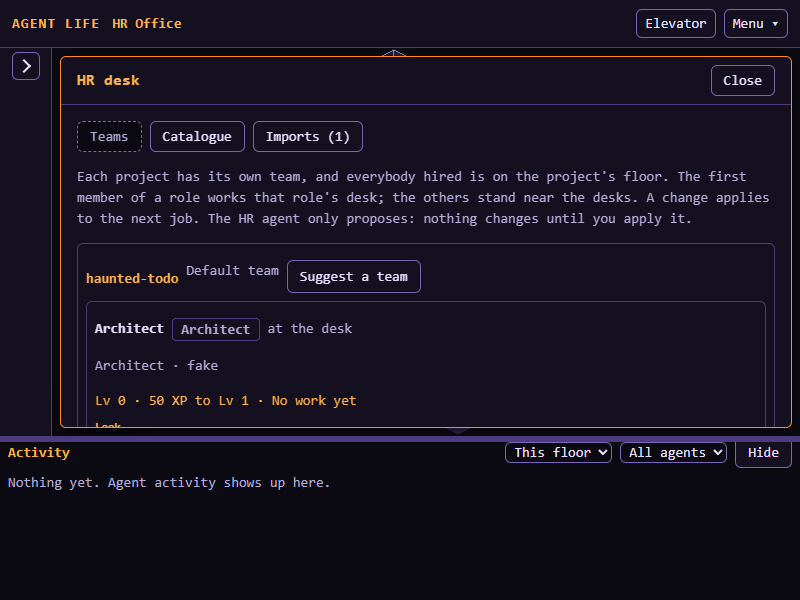 AGENT LIFE HR Office
Elevator
Menu ▾
HR desk
Close
Teams
Catalogue
Imports (1)
Each project has its own team, and everybody hired is on the project's floor. The first
member of a role works that role's desk; the others stand near the desks. A change applies
to the next job. The HR agent only proposes: nothing changes until you apply it.
haunted-todo Default team Suggest a team
Architect Architect at the desk
Architect · fake
Lv 0 · 50 XP to Lv 1 · No work yet
Look
Activity
This floor
All agents
Hide
Nothing yet. Agent activity shows up here.